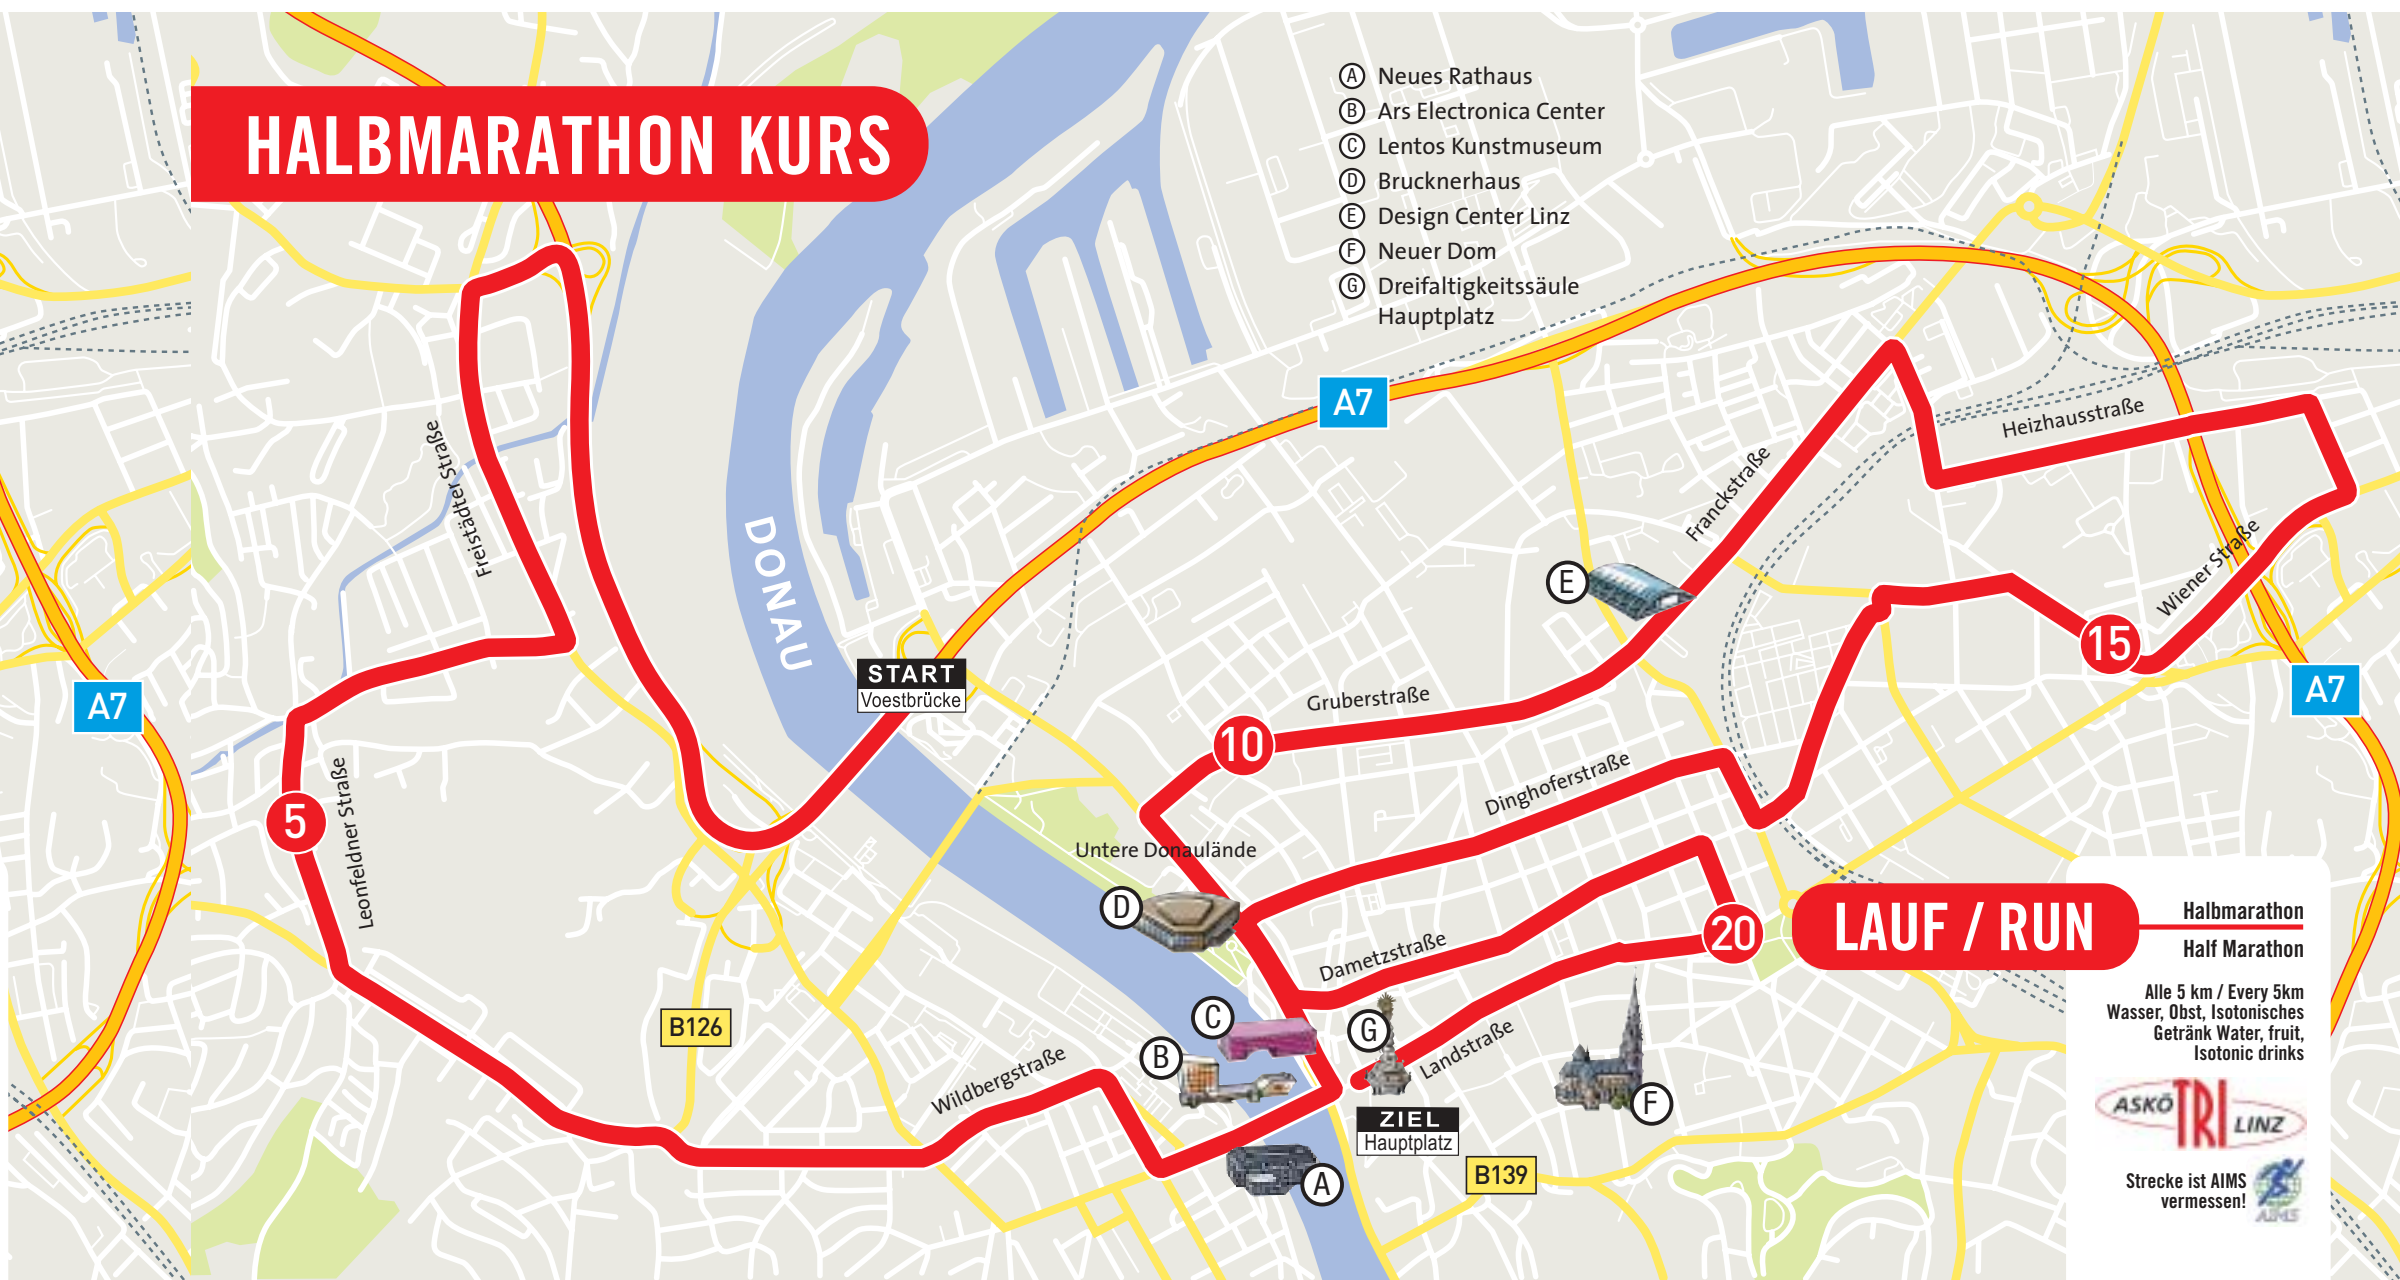 HALBMARATHON KURS
A Neues Rathaus
B Ars Electronica Center
C Lentos Kunstmuseum
D Brucknerhaus
E Design Center Linz
F Neuer Dom
G Dreifaltigkeitssäule
Hauptplatz
A7
Heizhausstraße
Freistädter Straße
Franckstraße
DONAU
E
Wiener Straße
START
Voestbrücke
15
A7
A7
Gruberstraße
10
Dinghoferstraße
5
Leonfeldner Straße
Untere Donaulände
D
Dametzstraße
20
LAUF / RUN
Halbmarathon
Half Marathon
Alle 5 km / Every 5km
Wasser, Obst, Isotonisches
Getränk Water, fruit,
Isotonic drinks
B126
C
G
B
Landstraße
Wildbergstraße
F
ZIEL
Hauptplatz
A
B139
ASKÖ TRI LINZ
Strecke ist AIMS
vermessen!
AIMS